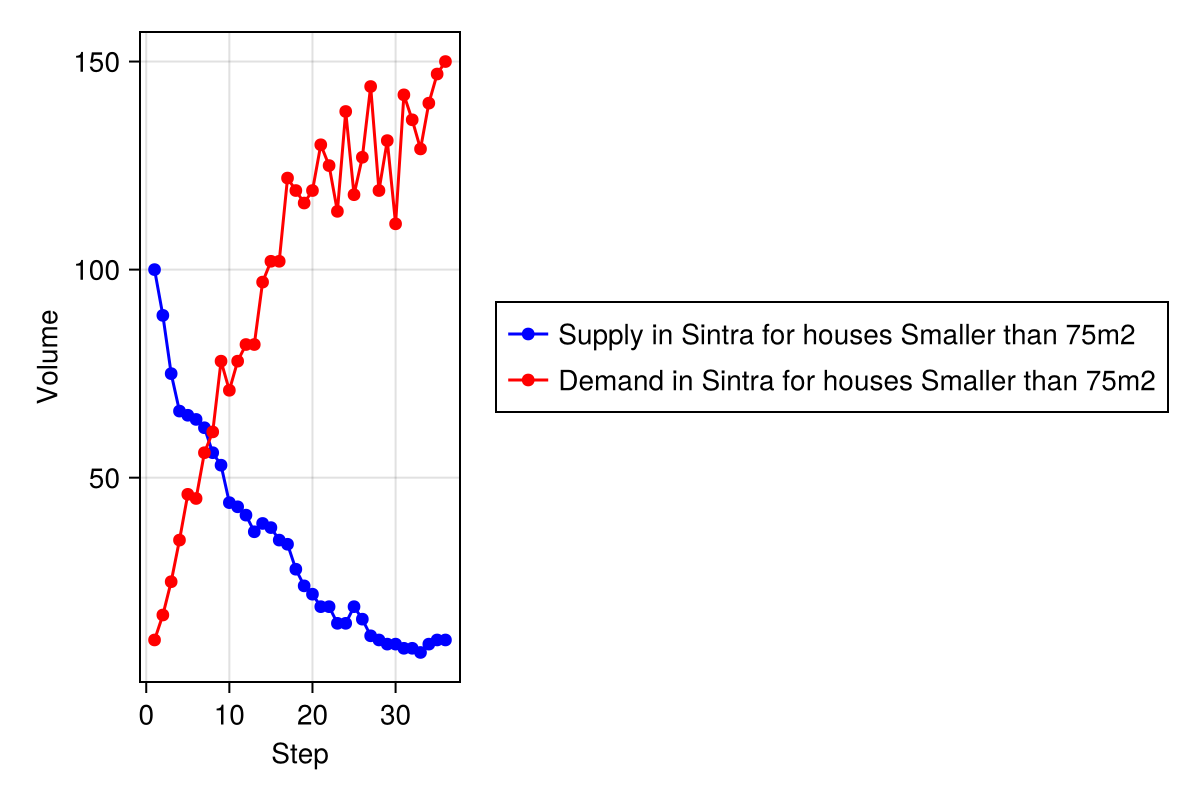 150
100
50
Volume
0 10 20 30
Step
Supply in Sintra for houses Smaller than 75m2
Demand in Sintra for houses Smaller than 75m2